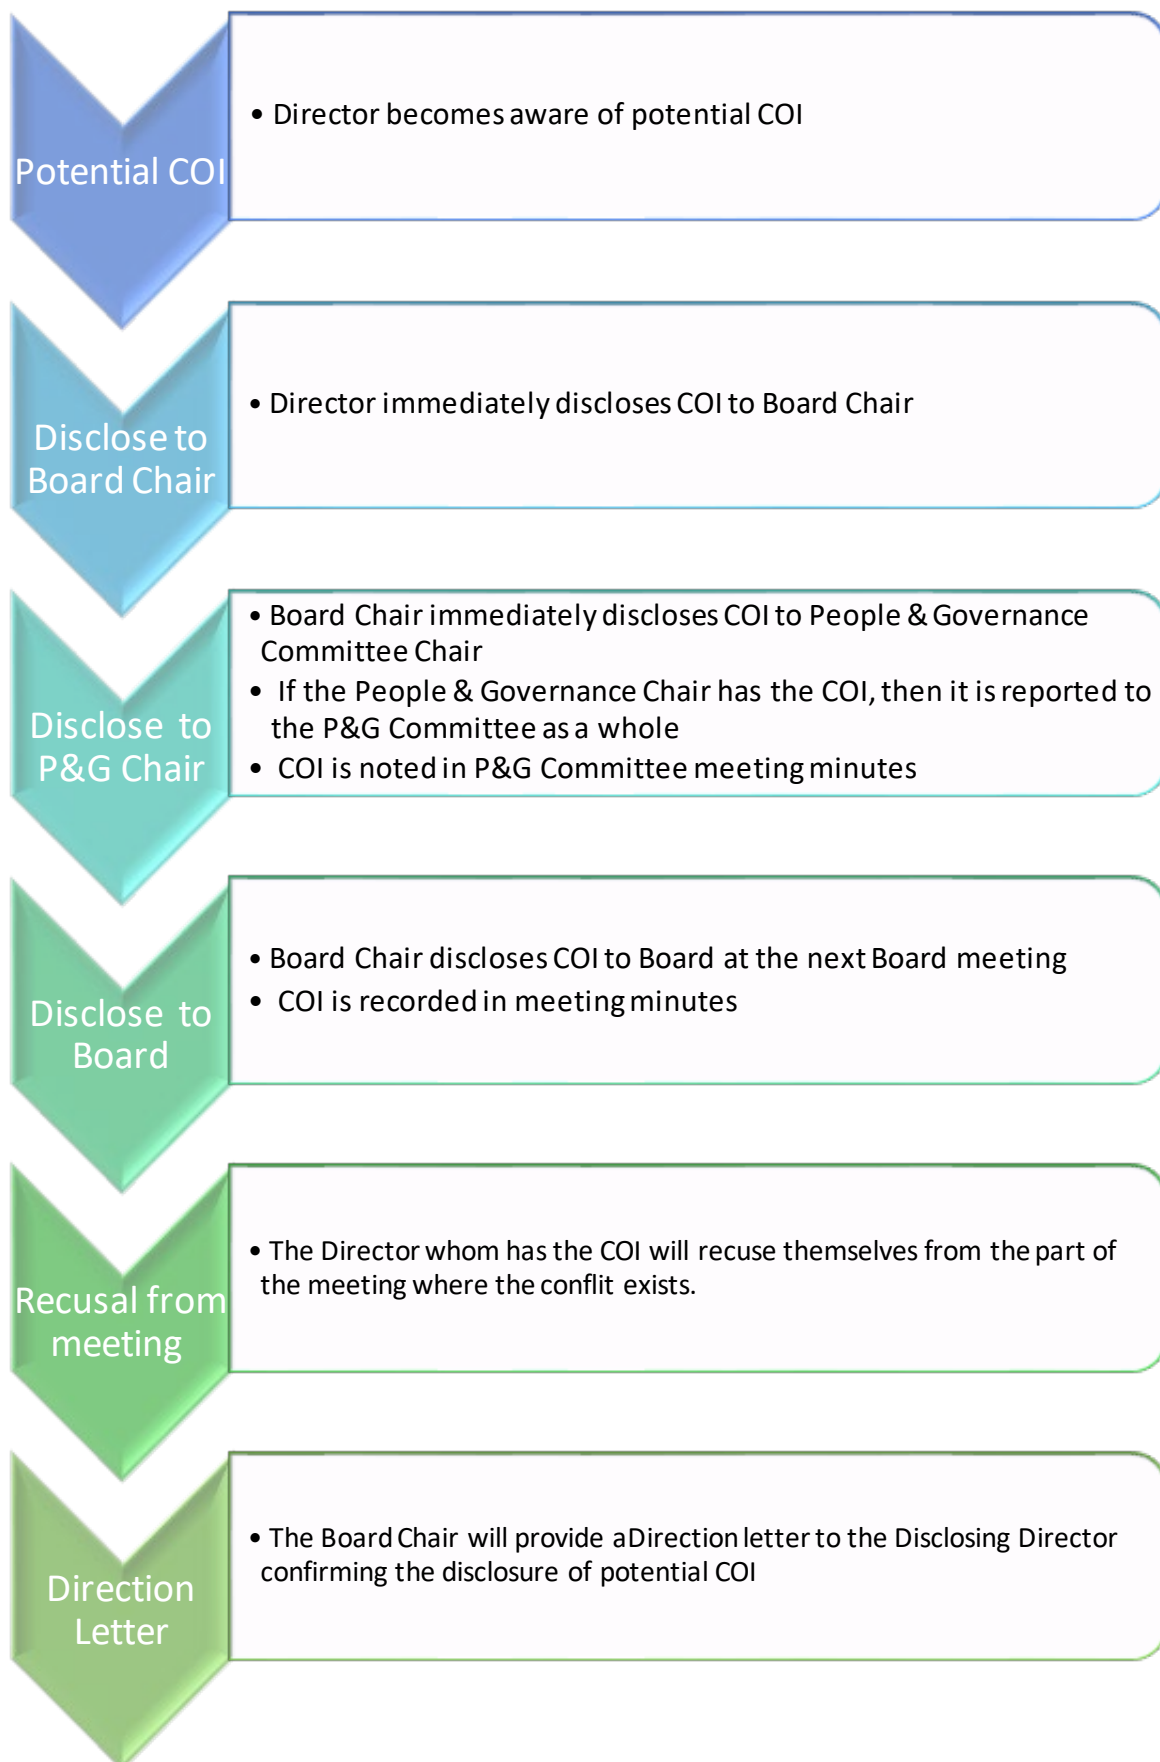 Potential COI
• Director becomes aware of potential COI
Disclose to
Board Chair
• Director immediately discloses COI to Board Chair
Disclose to
P&G Chair
• Board Chair immediately discloses COI to People & Governance
Committee Chair
• If the People & Governance Chair has the COI, then it is reported to
the P&G Committee as a whole
• COI is noted in P&G Committee meeting minutes
Disclose to
Board
• Board Chair discloses COI to Board at the next Board meeting
• COI is recorded in meeting minutes
Recusal from
meeting
• The Director whom has the COI will recuse themselves from the part of
the meeting where the conflit exists.
Direction
Letter
• The Board Chair will provide aDirection letter to the Disclosing Director
confirming the disclosure of potential COI